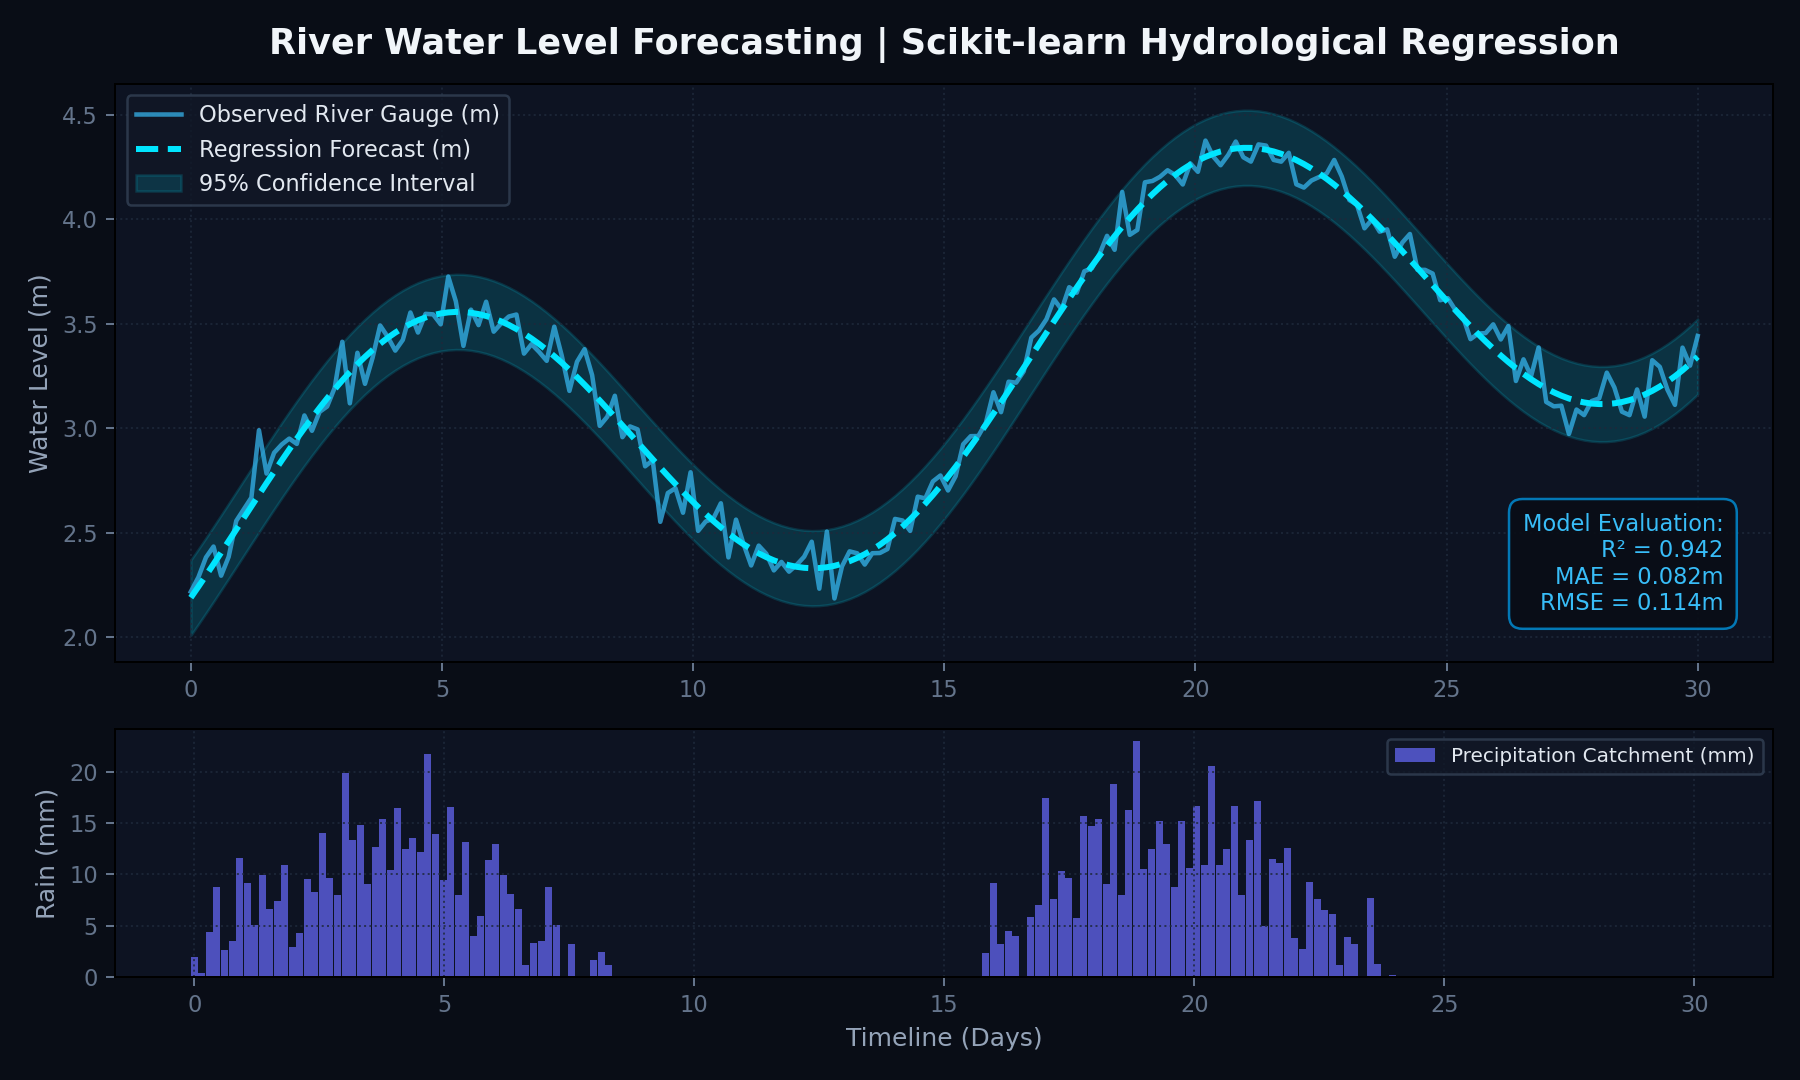 River Water Level Forecasting | Scikit-learn Hydrological Regression
Observed River Gauge (m)
Regression Forecast (m)
95% Confidence Interval
Water Level (m)
4.5
4.0
3.5
3.0
2.5
2.0
Model Evaluation:
R² = 0.942
MAE = 0.082m
RMSE = 0.114m
0 5 10 15 20 25 30
Precipitation Catchment (mm)
Rain (mm)
20
15
10
5
0
0 5 10 15 20 25 30
Timeline (Days)